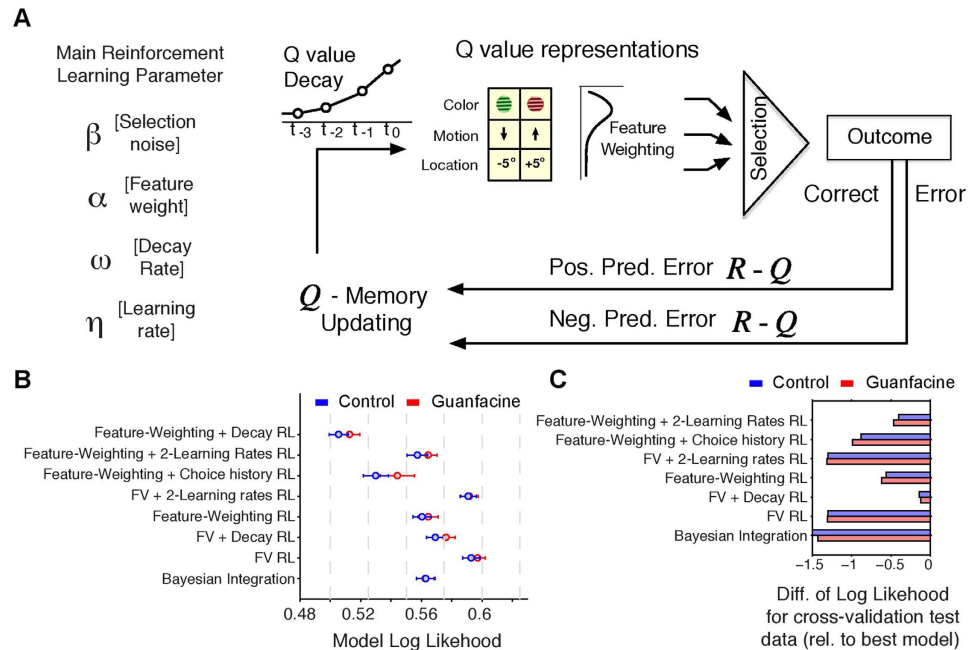 A
Main Reinforcement
Learning Parameter
β [Selection
noise]
α [Feature
weight]
ω [Decay
Rate]
η [Learning
rate]
Q value
Decay
t-3 t-2 t-1 t0
Q value representations
Color
Motion
Location -5° +5°
Feature
Weighting
Selection
Outcome
Correct Error
Pos. Pred. Error R - Q
Neg. Pred. Error R - Q
Q - Memory
Updating
B
Control Guanfacine
Feature-Weighting + Decay RL
Feature-Weighting + 2-Learning Rates RL
Feature-Weighting + Choice history RL
FV + 2-Learning rates RL
Feature-Weighting RL
FV + Decay RL
FV RL
Bayesian Integration
0.48 0.52 0.56 0.6
Model Log Likelihood
C
Control Guanfacine
Feature-Weighting + 2-Learning Rates RL
Feature-Weighting + Choice history RL
FV + 2-Learning rates RL
Feature-Weighting RL
FV + Decay RL
FV RL
Bayesian Integration
−1.5 −1 −0.5 0
Diff. of Log Likelihood
for cross-validation test
data (rel. to best model)